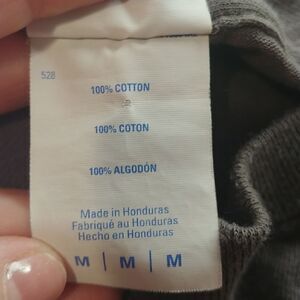 528
100% COTTON
100% COTON
100% ALGODÓN
Made in Honduras
Fabriqué au Honduras
Hecho en Honduras
M | M | M